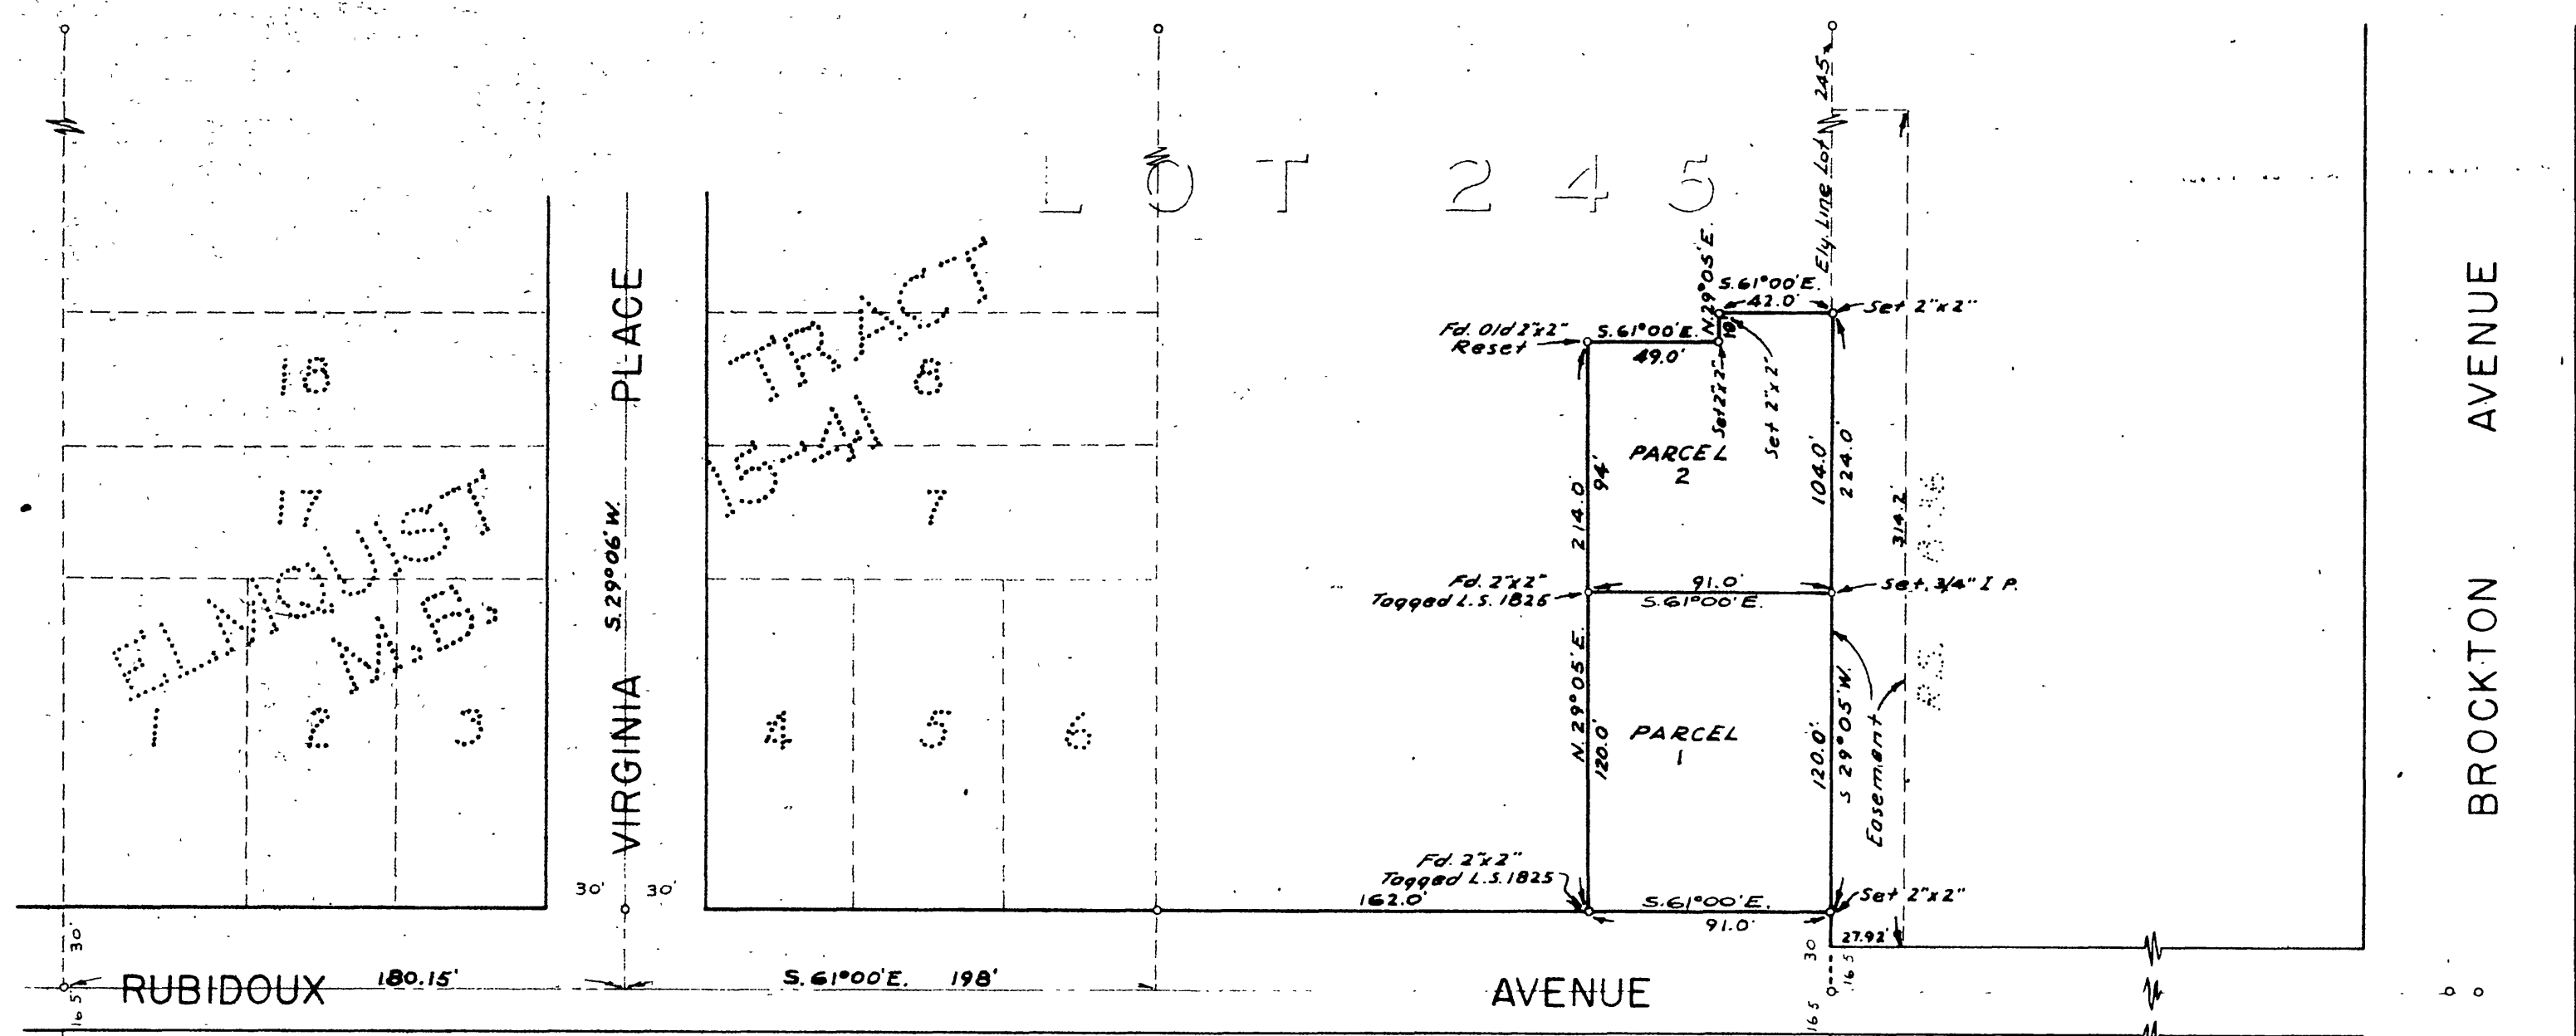 LOT 245
Ely. Line Lot 245
S.61°00'E.
42.0'
Set 2"x2"
N.29°05'E.
10'
Fd. Old 2"x2"
Reset
S.61°00'E.
49.0'
Set 2"x2"
Set 2"x2"
PARCEL
2
214.0'
94'
104.0'
224.0'
314.2'
R.S.
Fd. 2"x2"
Tagged L.S. 1826
91.0'
S.61°00'E.
Set 3/4" I.P.
N.29°05'E.
120.0'
PARCEL
1
120.0'
S 29°05'W.
Easement
Fd. 2"x2"
Tagged L.S. 1825
162.0'
S.61°00'E.
91.0'
Set 2"x2"
27.92'
30
16.5
16.5
TRACT
15-41
8
7
4
5
6
VIRGINIA PLACE
S.29°06'W.
30'
30'
18
17
ELMQUIST
M.B.
1
2
3
30'
16.5
RUBIDOUX AVENUE
180.15'
S.61°00'E. 198'
BROCKTON AVENUE